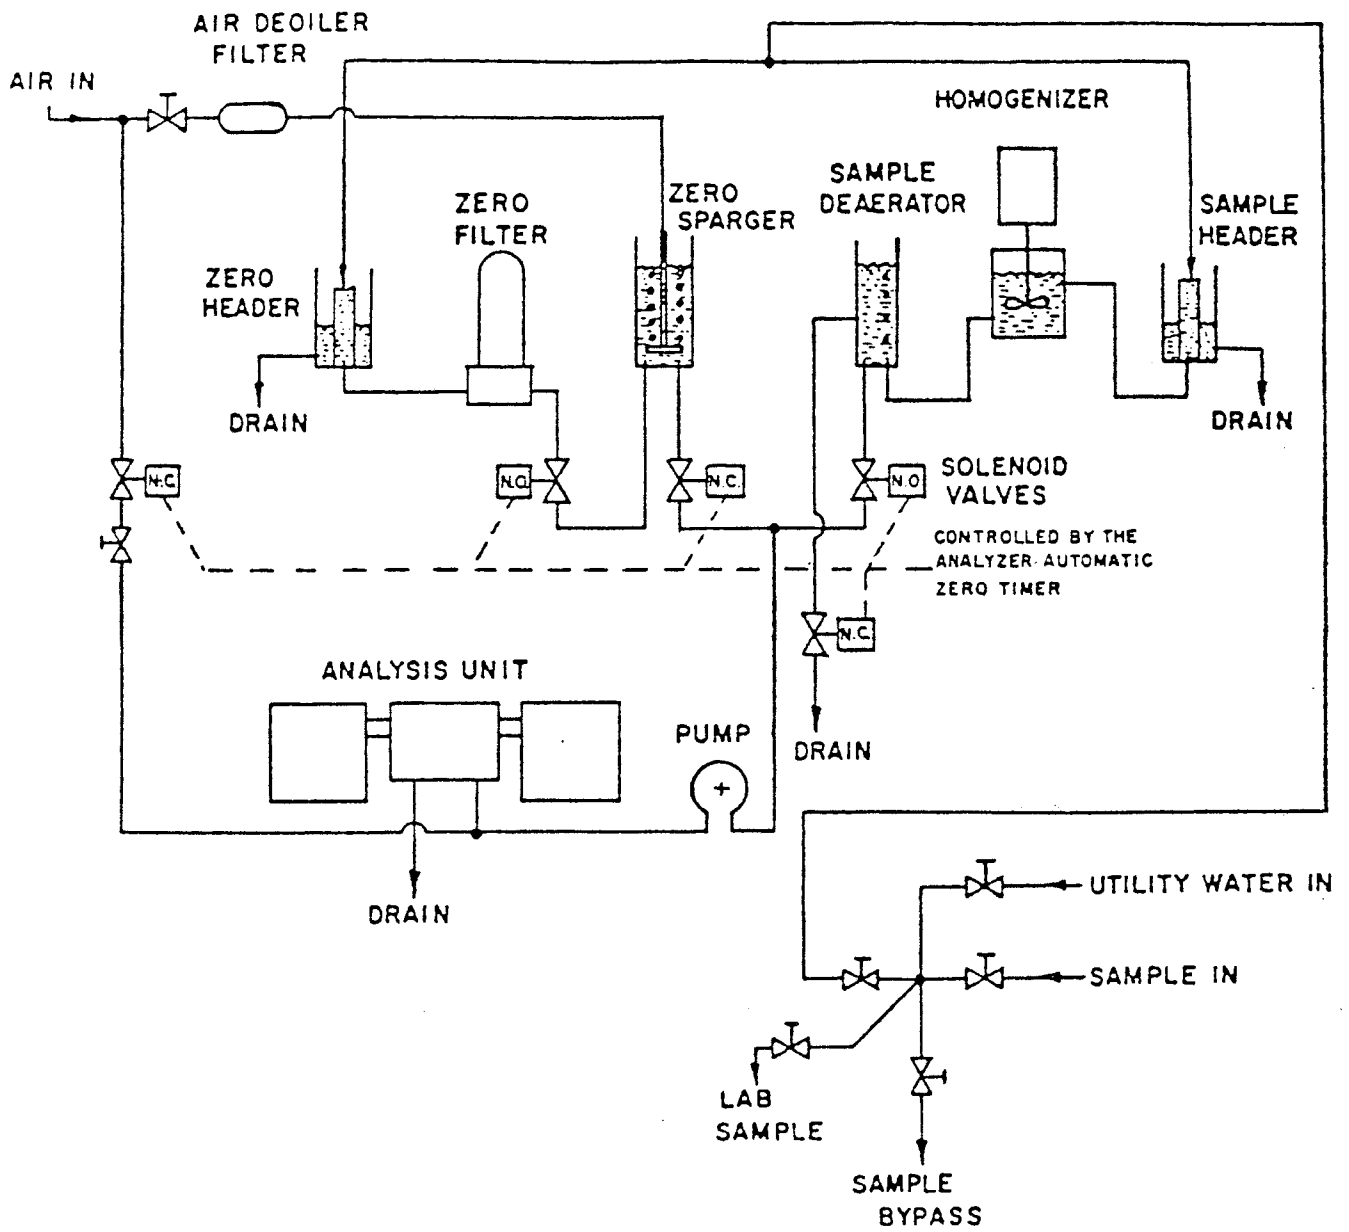 AIR DEOILER
FILTER
AIR IN
HOMOGENIZER
SAMPLE
DEAERATOR
ZERO
SPARGER
ZERO
FILTER
SAMPLE
HEADER
ZERO
HEADER
DRAIN
DRAIN
N.C.
N.O.
N.C.
N.O
SOLENOID
VALVES
CONTROLLED BY THE
ANALYZER-AUTOMATIC
ZERO TIMER
N.C.
ANALYSIS UNIT
PUMP
+
DRAIN
DRAIN
UTILITY WATER IN
SAMPLE IN
LAB
SAMPLE
SAMPLE
BYPASS